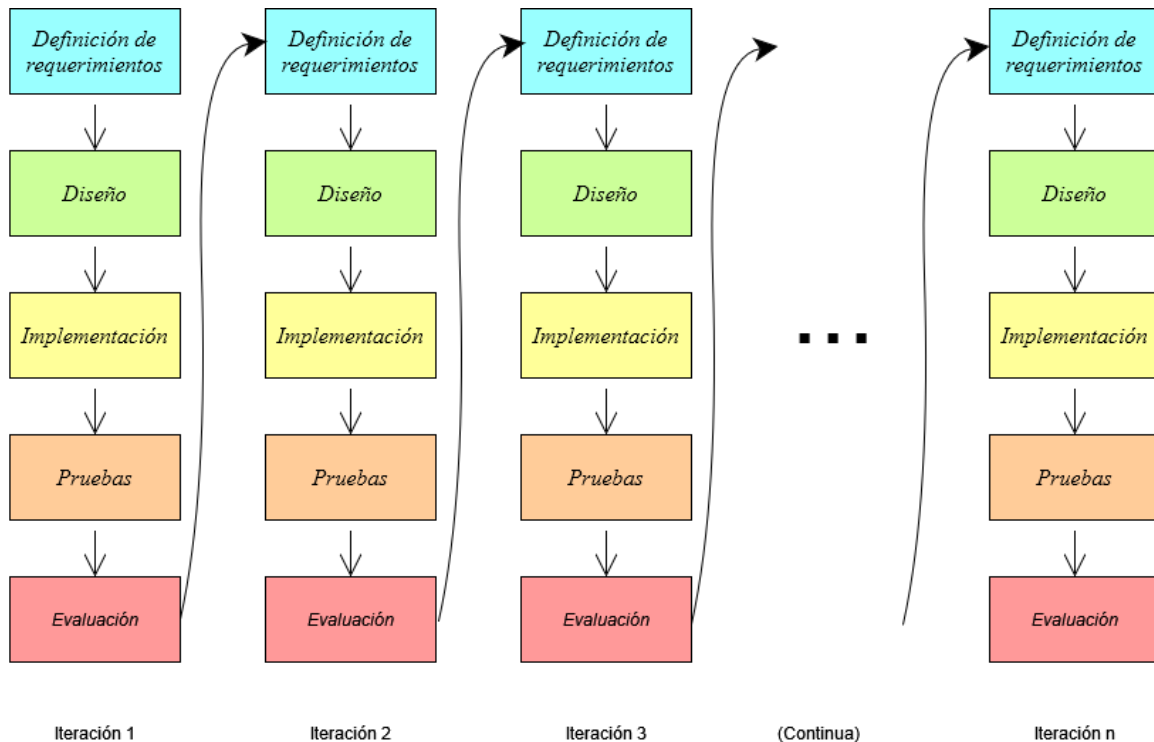 Definición de
requerimientos
Definición de
requerimientos
Definición de
requerimientos
Definición de
requerimientos
Diseño
Diseño
Diseño
Diseño
Implementación
Implementación
Implementación
. . .
Implementación
Pruebas
Pruebas
Pruebas
Pruebas
Evaluación
Evaluación
Evaluación
Evaluación
Iteración 1
Iteración 2
Iteración 3
(Continua)
Iteración n